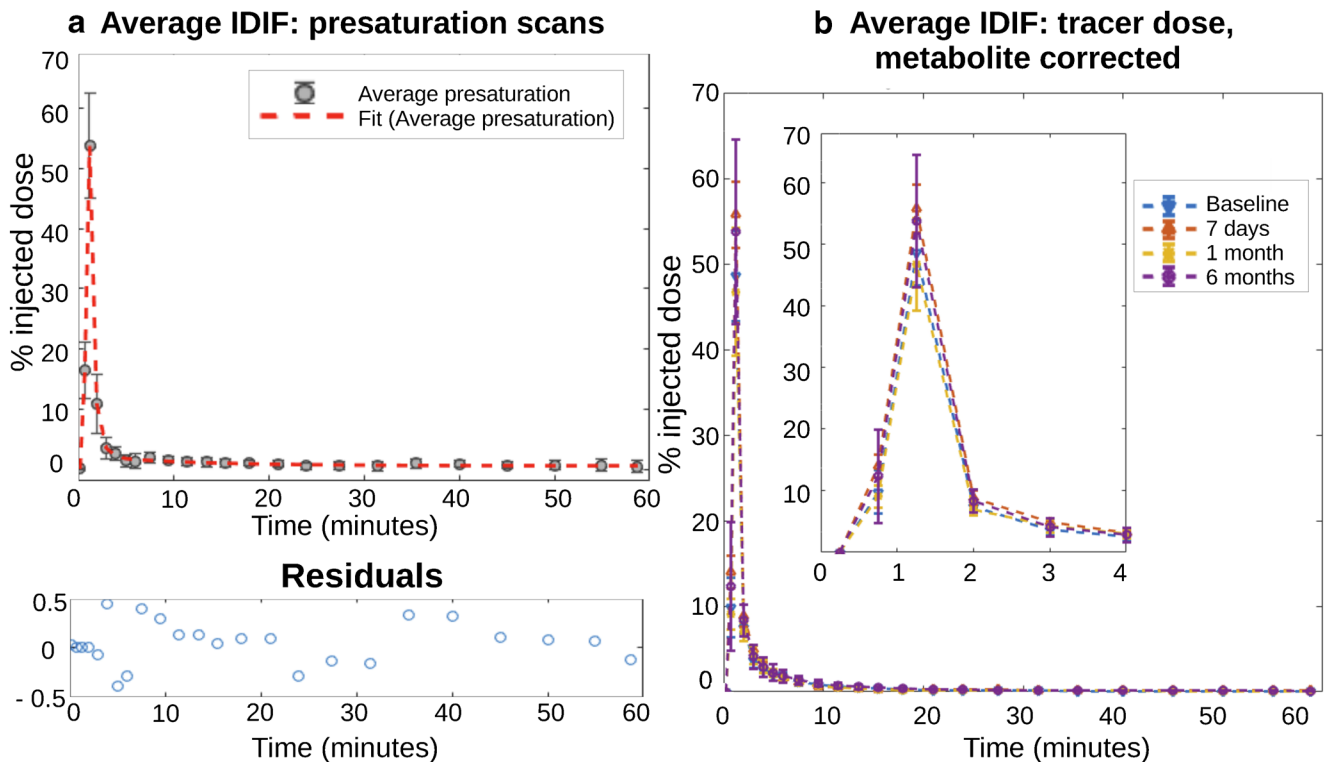 a Average IDIF: presaturation scans
70
60
50
40
30
20
10
0
% injected dose
Average presaturation
Fit (Average presaturation)
0 10 20 30 40 50 60
Time (minutes)
Residuals
0.5
0
- 0.5
0 10 20 30 40 50 60
Time (minutes)
b Average IDIF: tracer dose,
metabolite corrected
70
60
50
40
30
20
10
0
% injected dose
70
60
50
40
30
20
10
0 1 2 3 4
Baseline
7 days
1 month
6 months
0 10 20 30 40 50 60
Time (minutes)